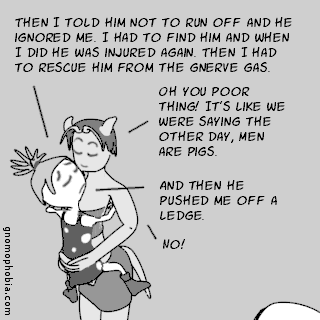 THEN I TOLD HIM NOT TO RUN OFF AND HE
IGNORED ME. I HAD TO FIND HIM AND WHEN
I DID HE WAS INJURED AGAIN. THEN I HAD
TO RESCUE HIM FROM THE GNERVE GAS.
OH YOU POOR
THING! IT'S LIKE WE
WERE SAYING THE
OTHER DAY, MEN
ARE PIGS.
AND THEN HE
PUSHED ME OFF A
LEDGE.
NO!
gnomophobia.com